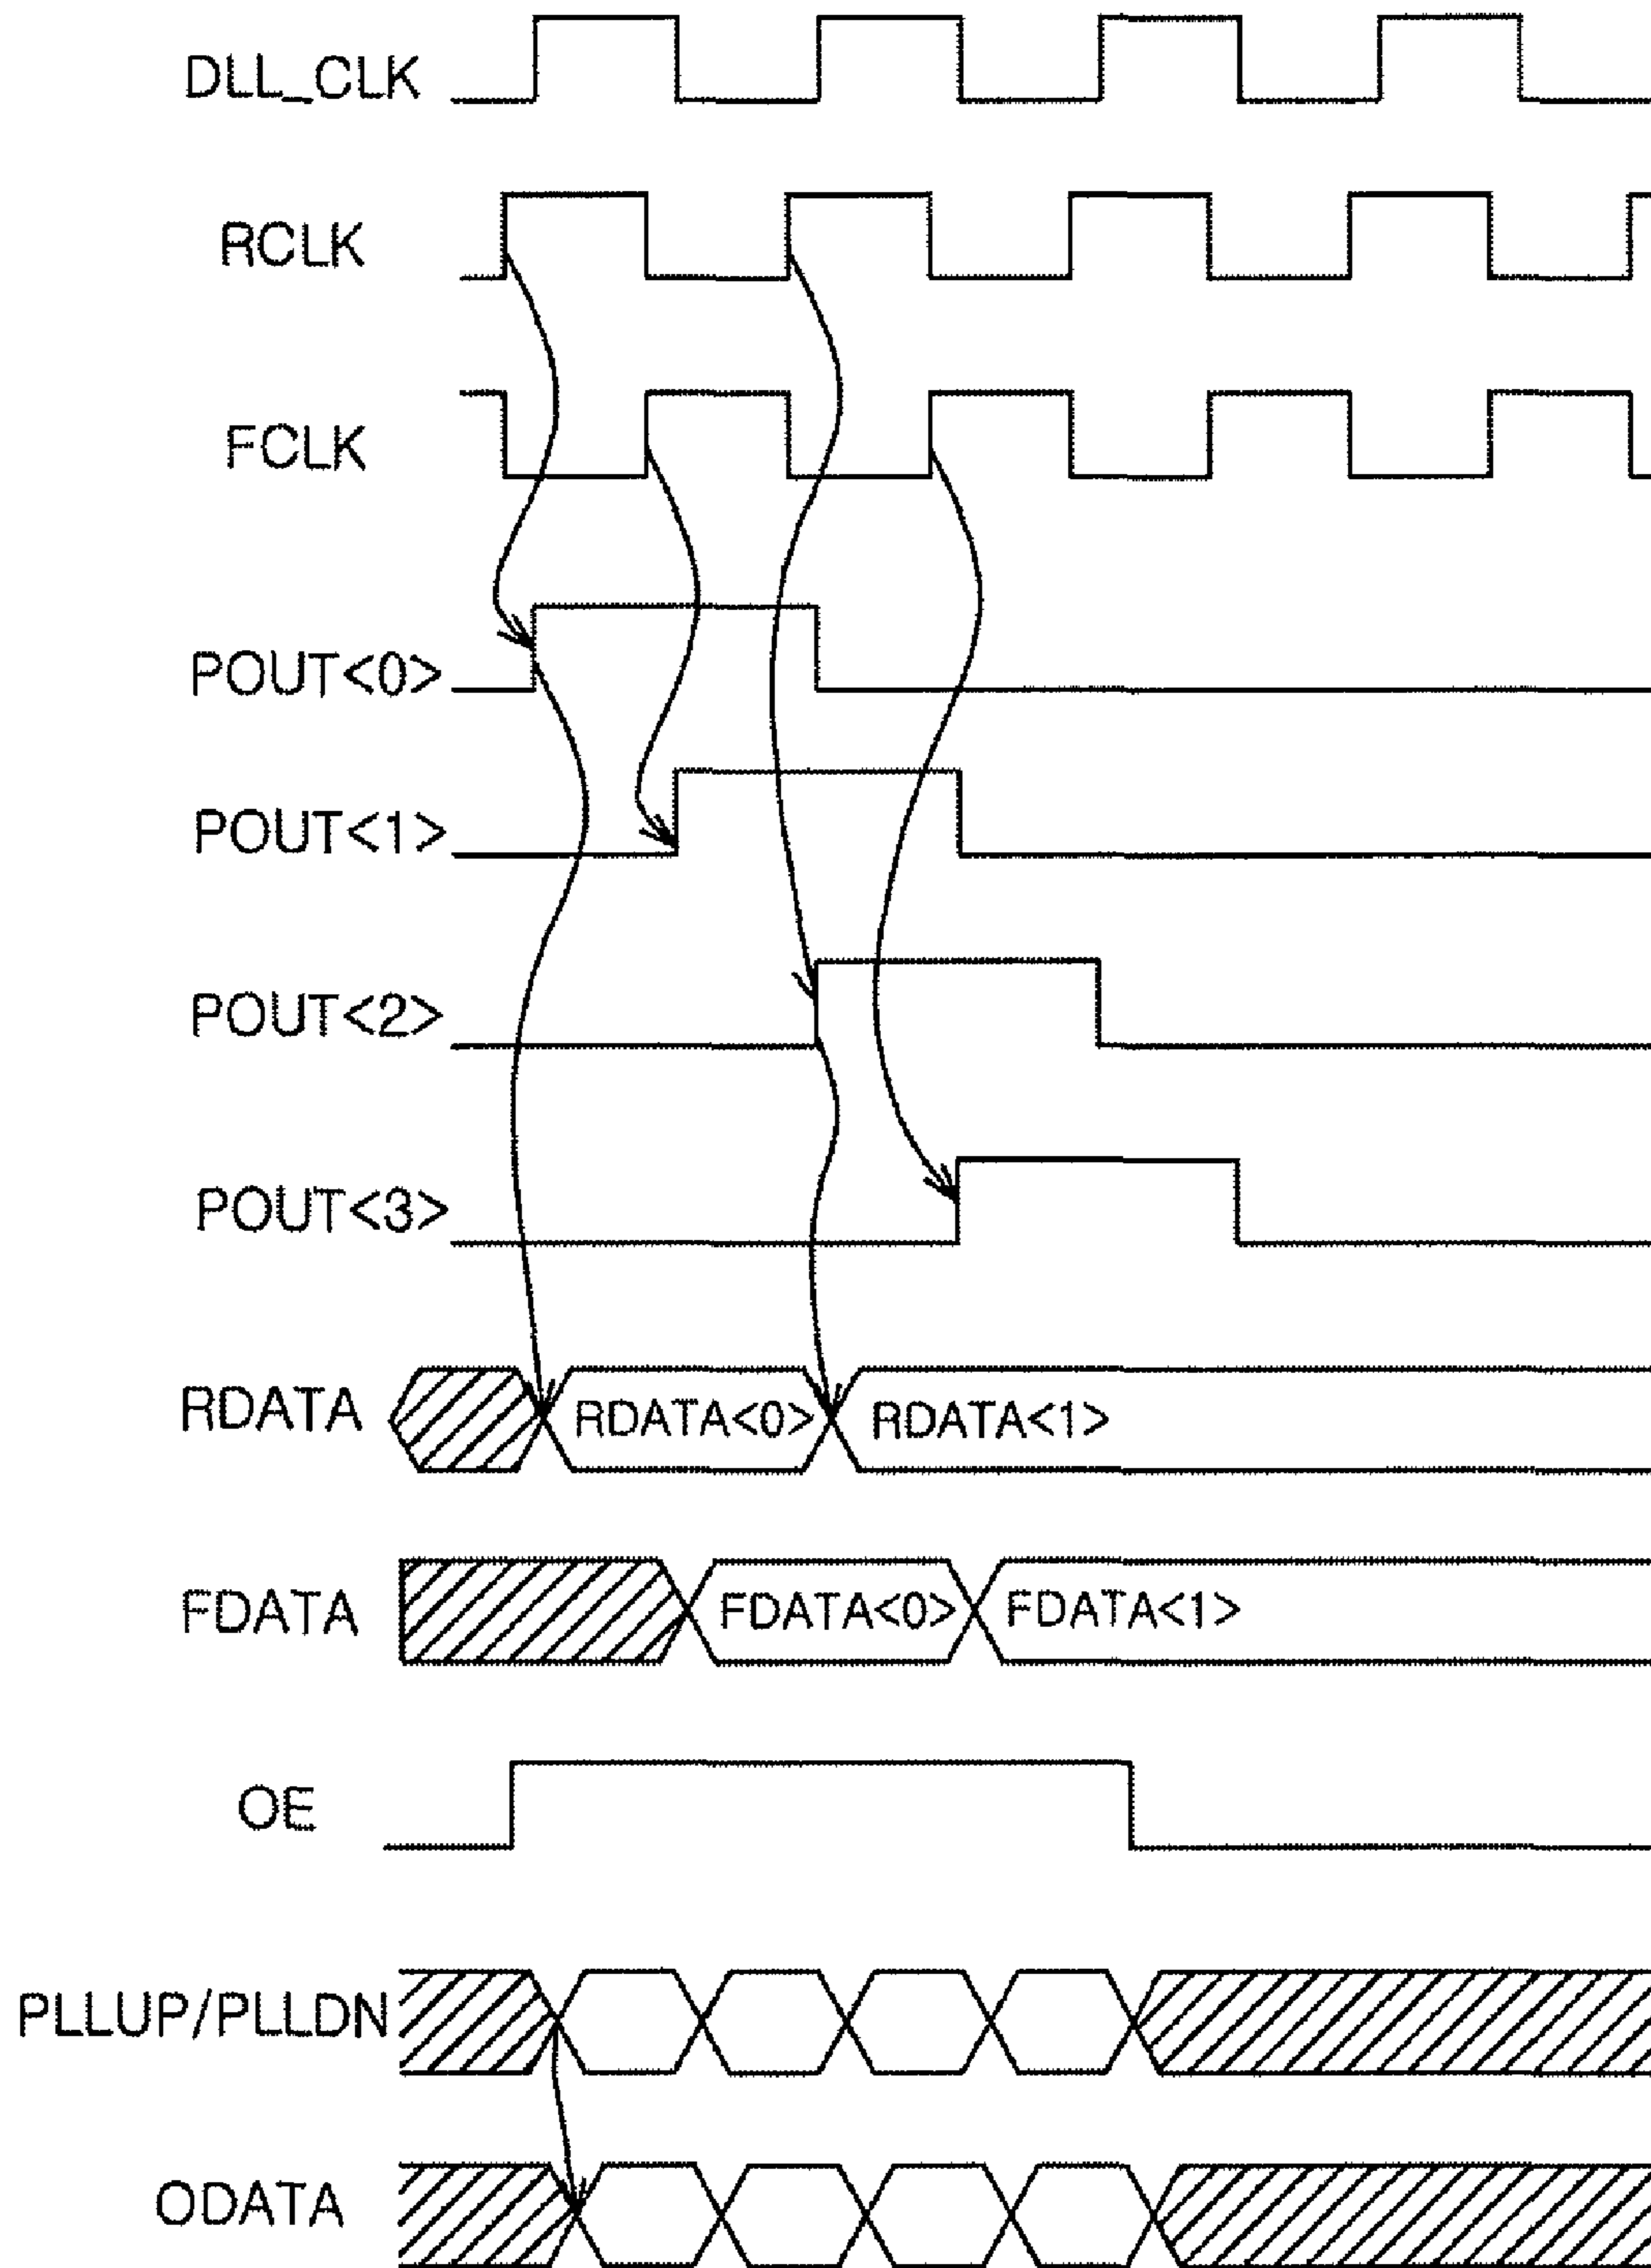 DLL_CLK
RCLK
FCLK
POUT<0>
POUT<1>
POUT<2>
POUT<3>
RDATA RDATA<0> RDATA<1>
FDATA FDATA<0> FDATA<1>
OE
PLLUP/PLLDN
ODATA